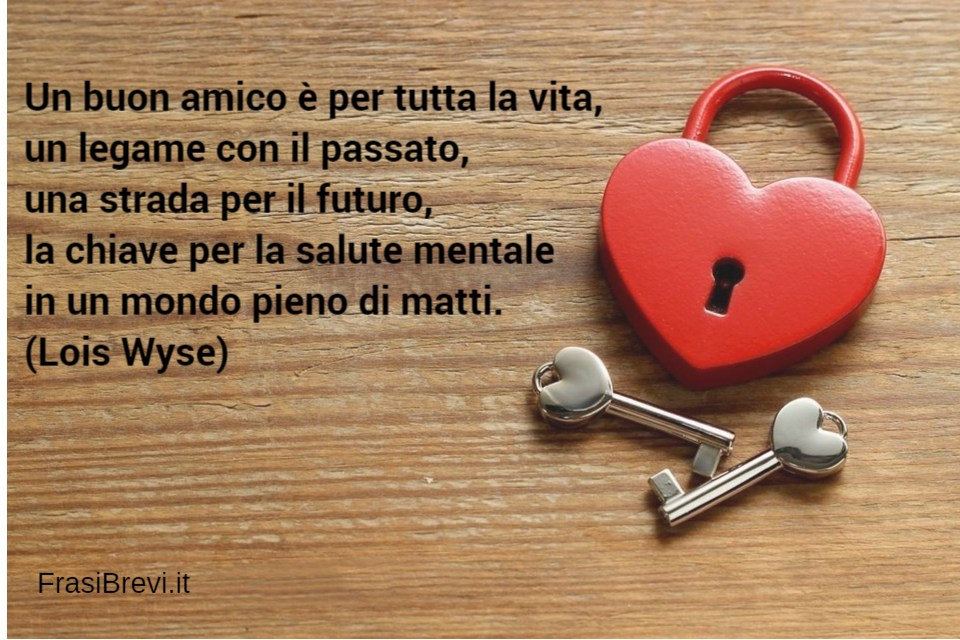 Un buon amico è per tutta la vita,
un legame con il passato,
una strada per il futuro,
la chiave per la salute mentale
in un mondo pieno di matti.
(Lois Wyse)
FrasiBrevi.it